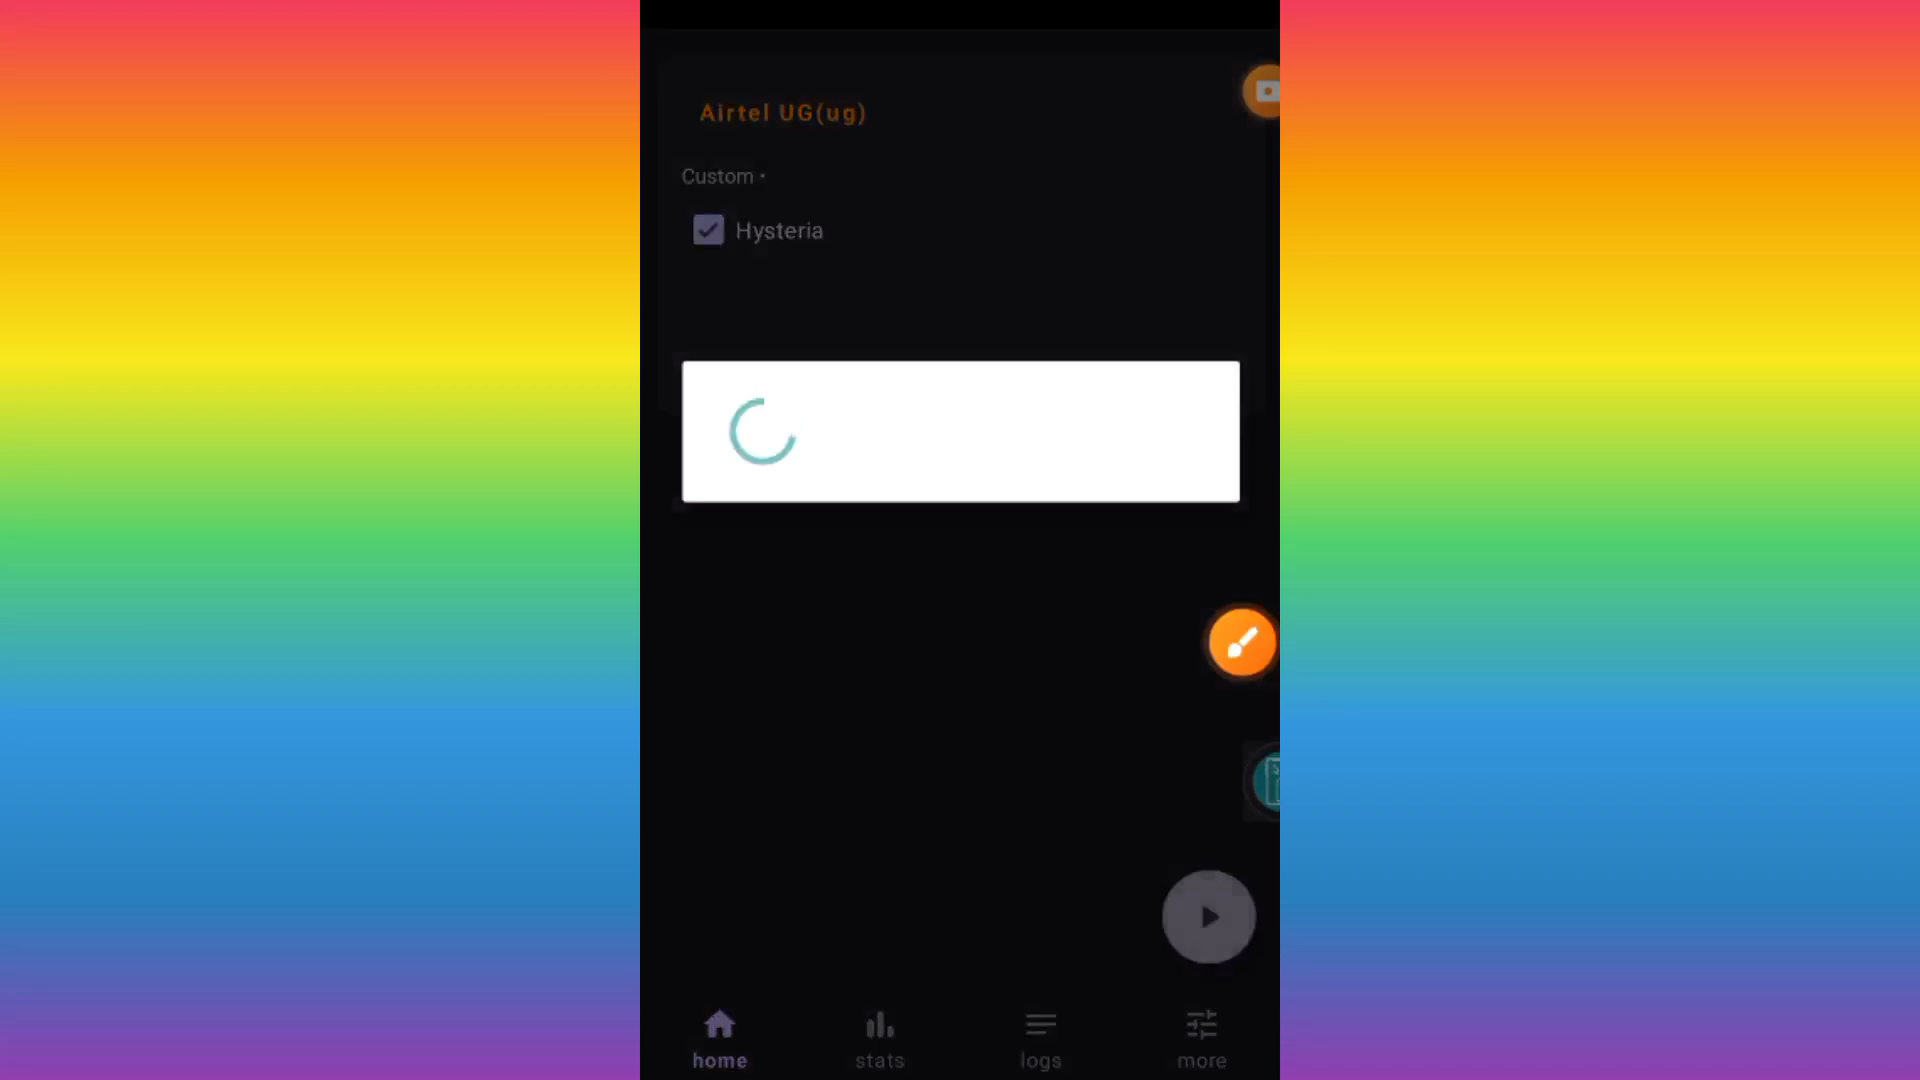 Airtel UG(ug)
Custom •
Hysteria
home
stats
logs
more